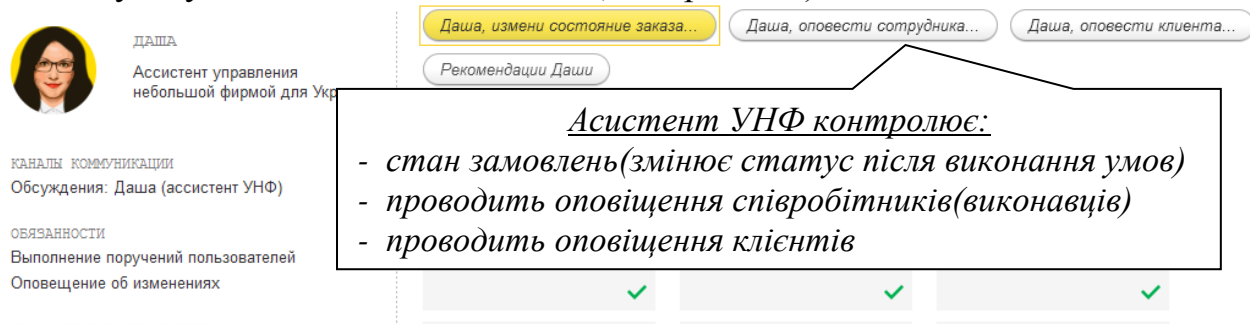 ДАША
Ассистент управления
небольшой фирмой для Укр
КАНАЛЫ КОММУНИКАЦИИ
Обсуждения: Даша (ассистент УНФ)
ОБЯЗАННОСТИ
Выполнение поручений пользователей
Оповещение об изменениях
Даша, измени состояние заказа...
Даша, оповести сотрудника...
Даша, оповести клиента...
Рекомендации Даши
Асистент УНФ контролює:
- стан замовлень(змінює статус після виконання умов)
- проводить оповіщення співробітників(виконавців)
- проводить оповіщення клієнтів